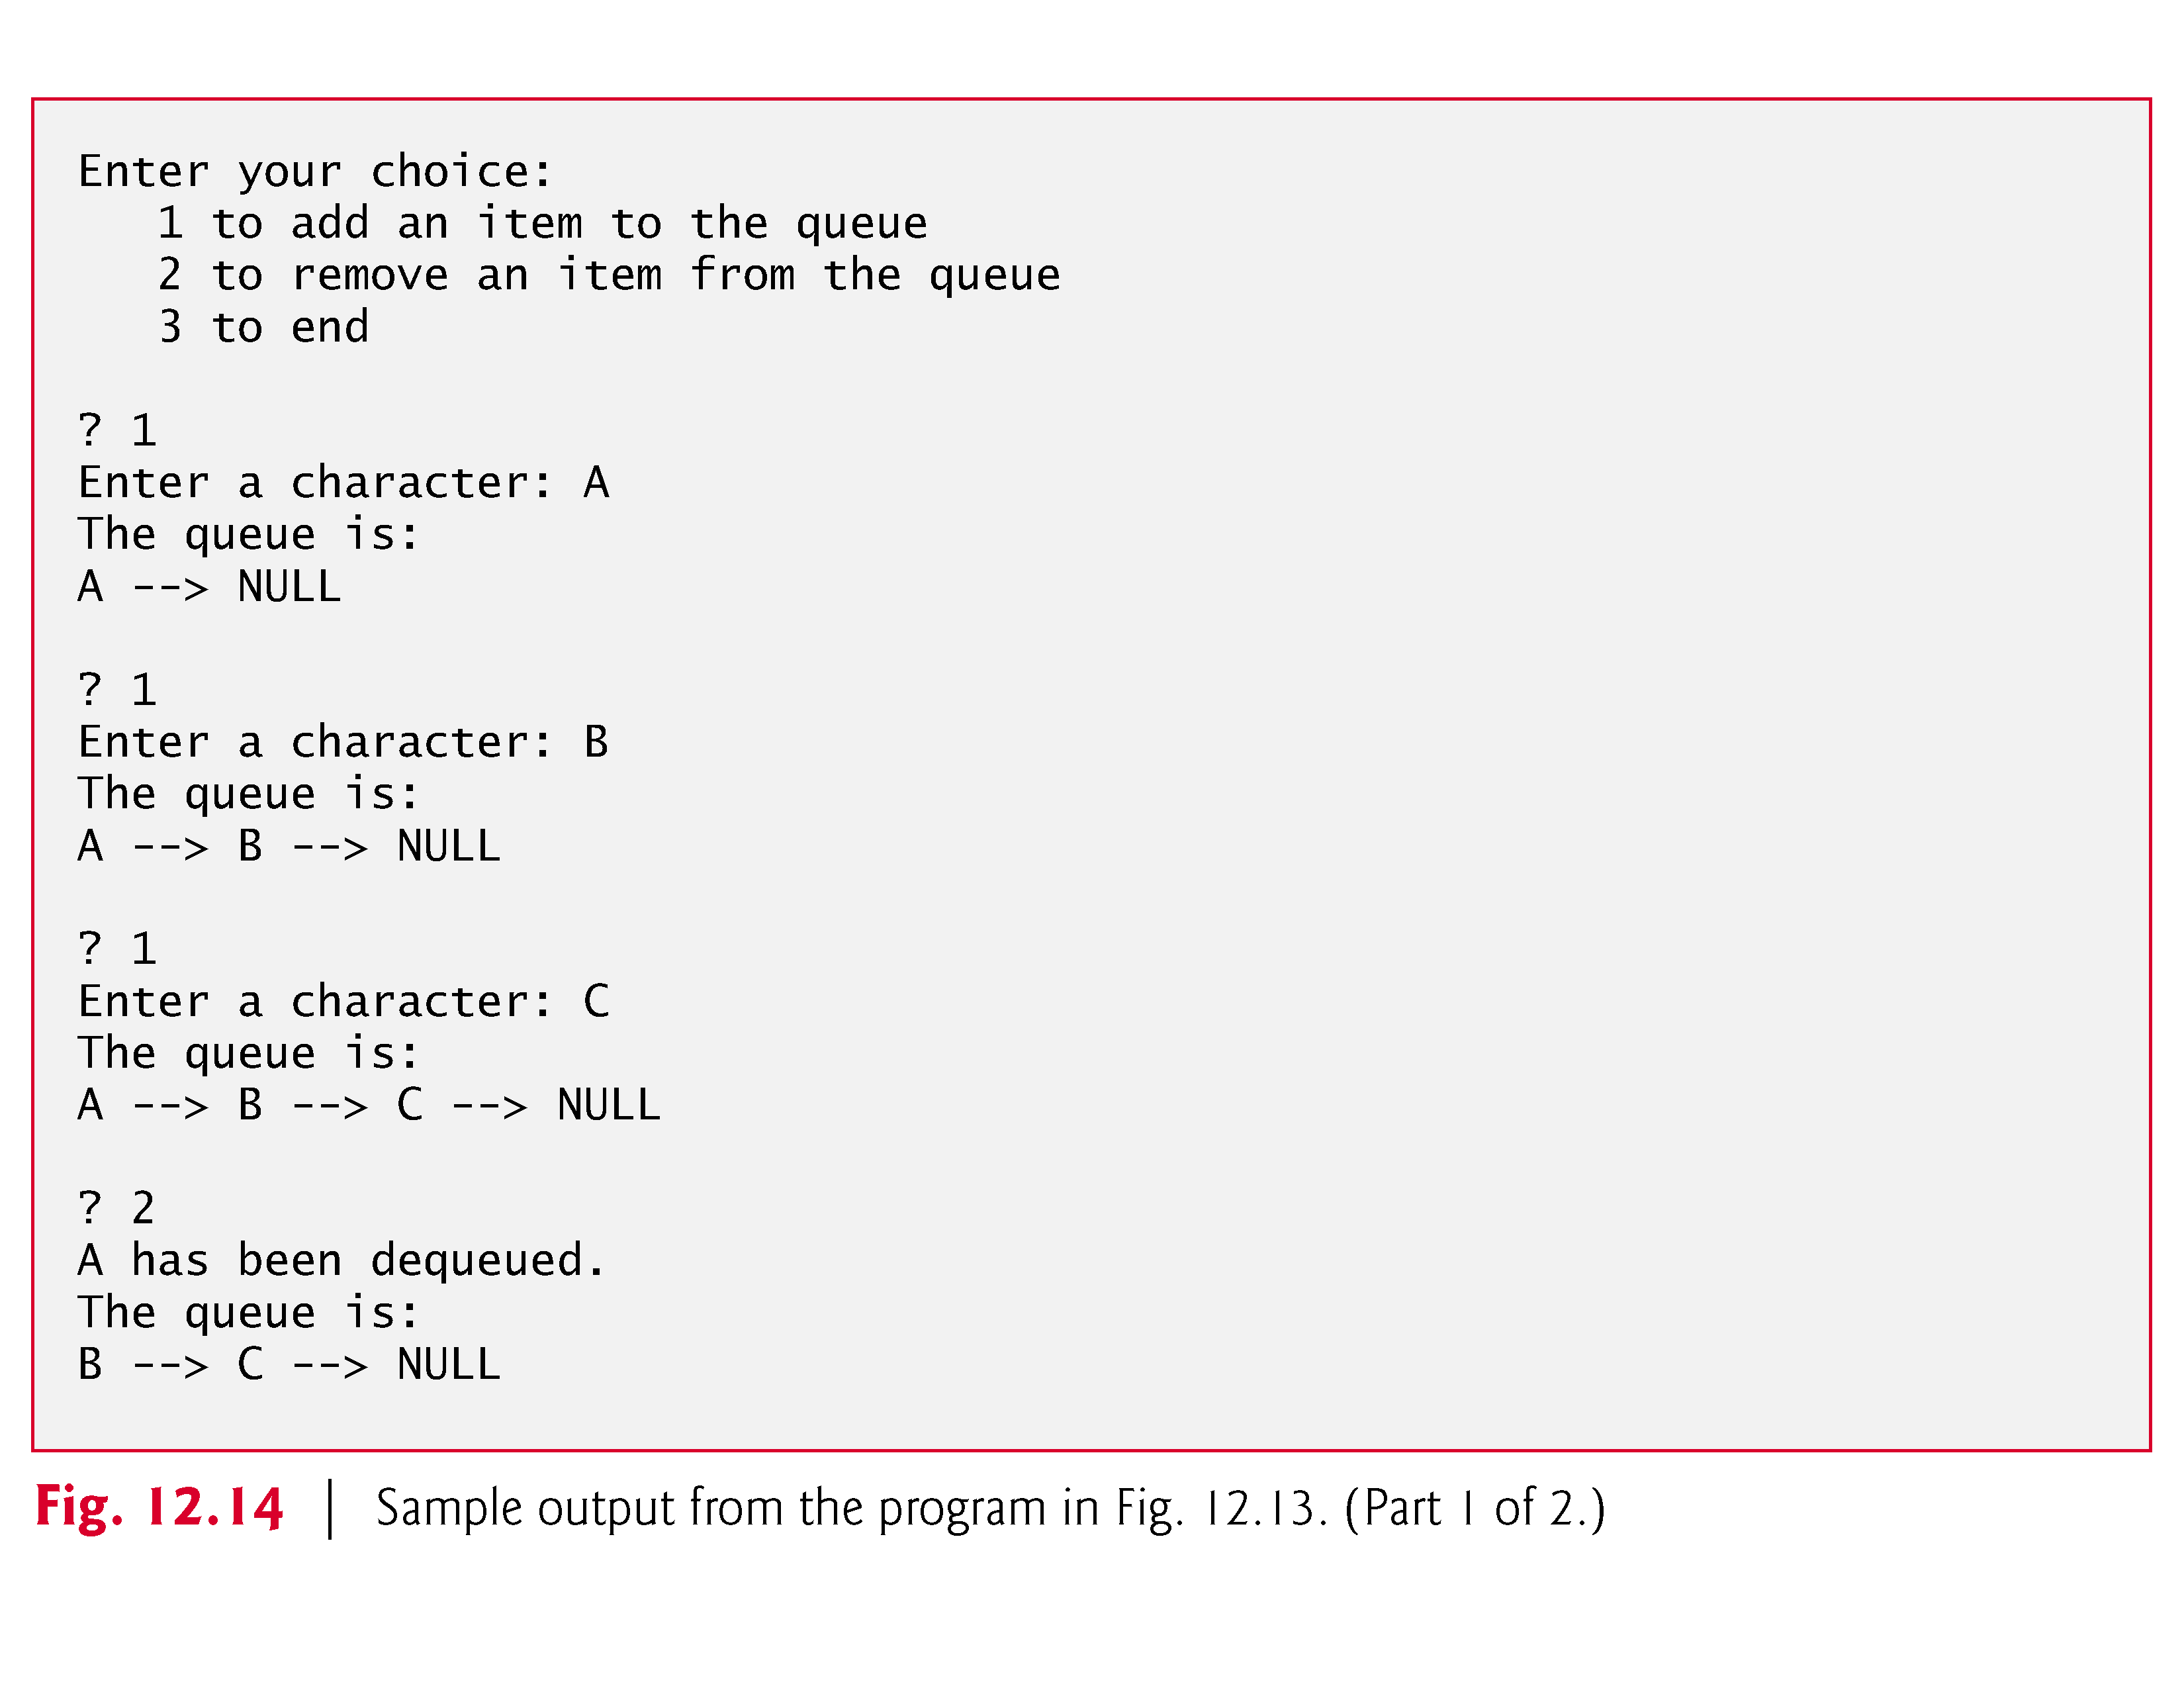 Enter your choice:
   1 to add an item to the queue
   2 to remove an item from the queue
   3 to end

? 1
Enter a character: A
The queue is:
A --> NULL

? 1
Enter a character: B
The queue is:
A --> B --> NULL

? 1
Enter a character: C
The queue is:
A --> B --> C --> NULL

? 2
A has been dequeued.
The queue is:
B --> C --> NULL

Fig. 12.14 | Sample output from the program in Fig. 12.13. (Part 1 of 2.)